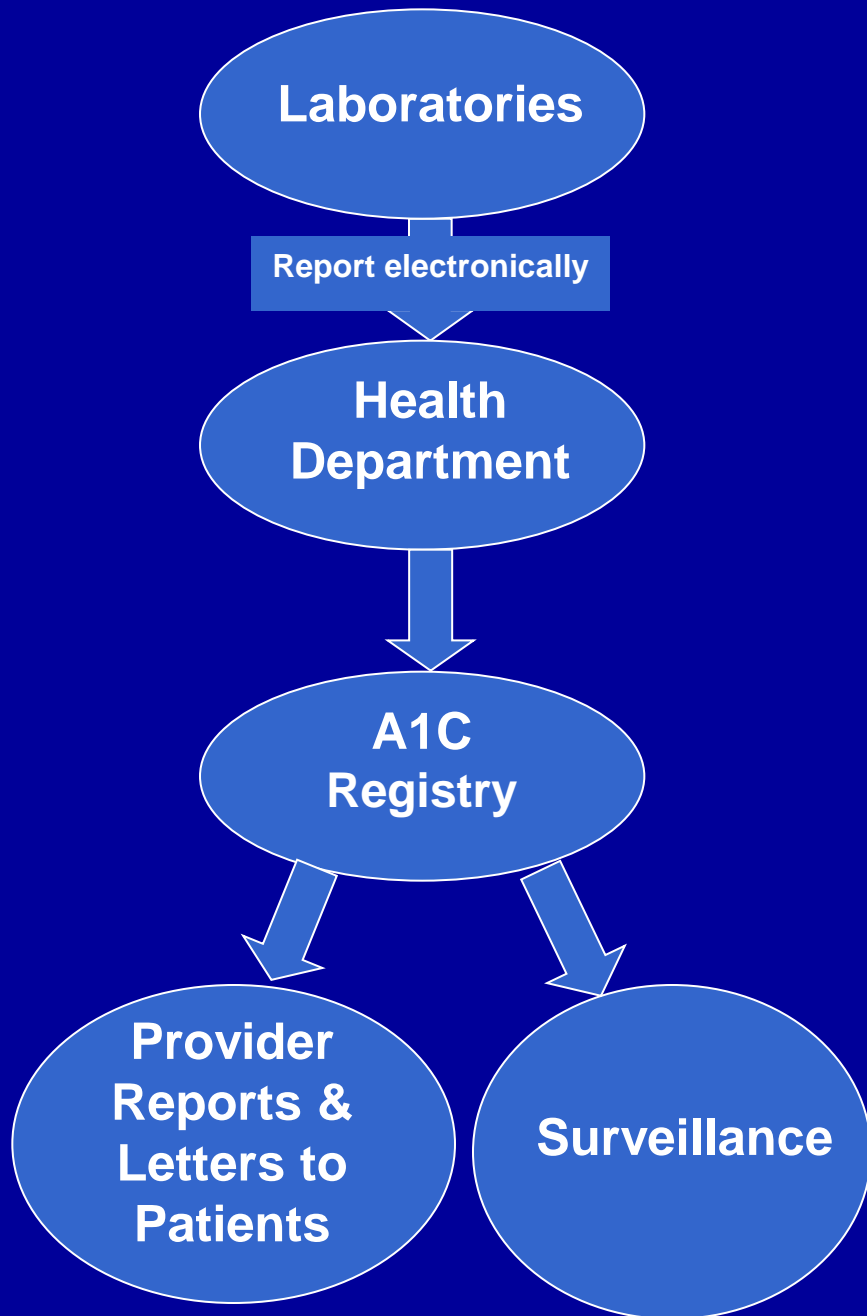 Laboratories
Report electronically
Health
Department
A1C
Registry
Provider
Reports &
Letters to
Patients
Surveillance